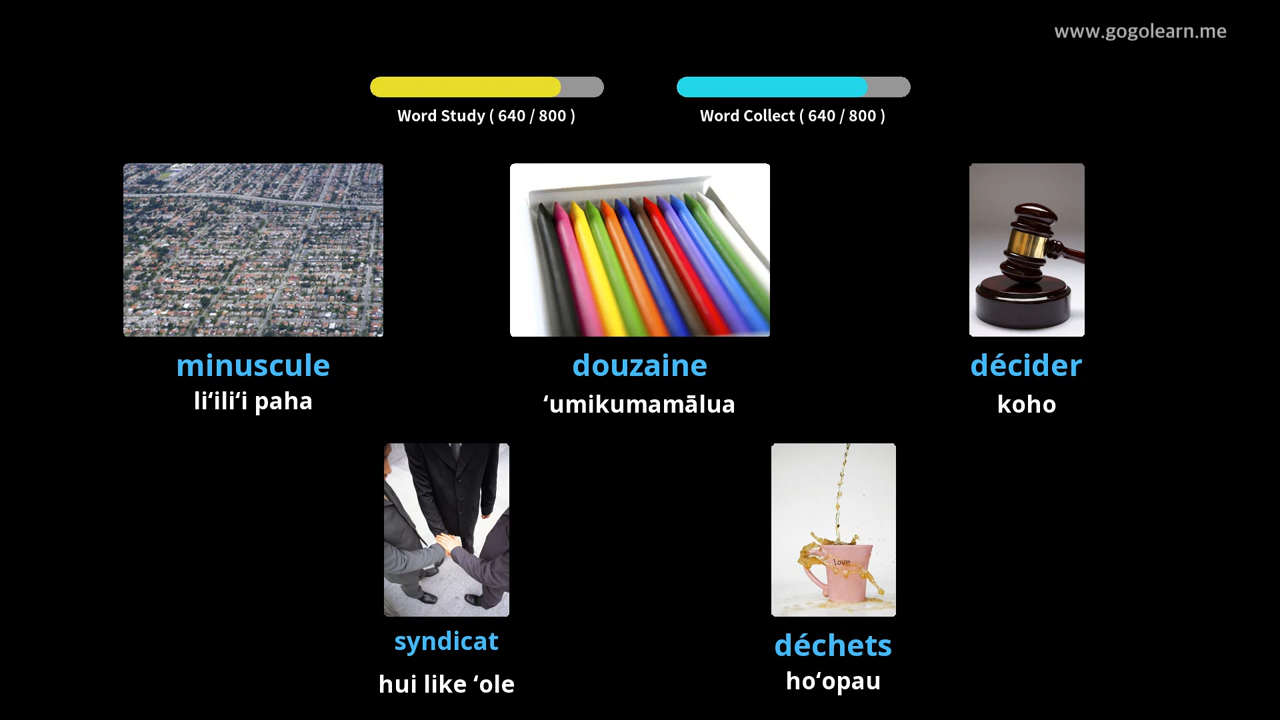 www.gogolearn.me
Word Study ( 640 / 800 )
Word Collect ( 640 / 800 )
minuscule
liʻiliʻi paha
douzaine
ʻumikumamālua
décider
koho
love
syndicat
hui like ʻole
déchets
hoʻopau